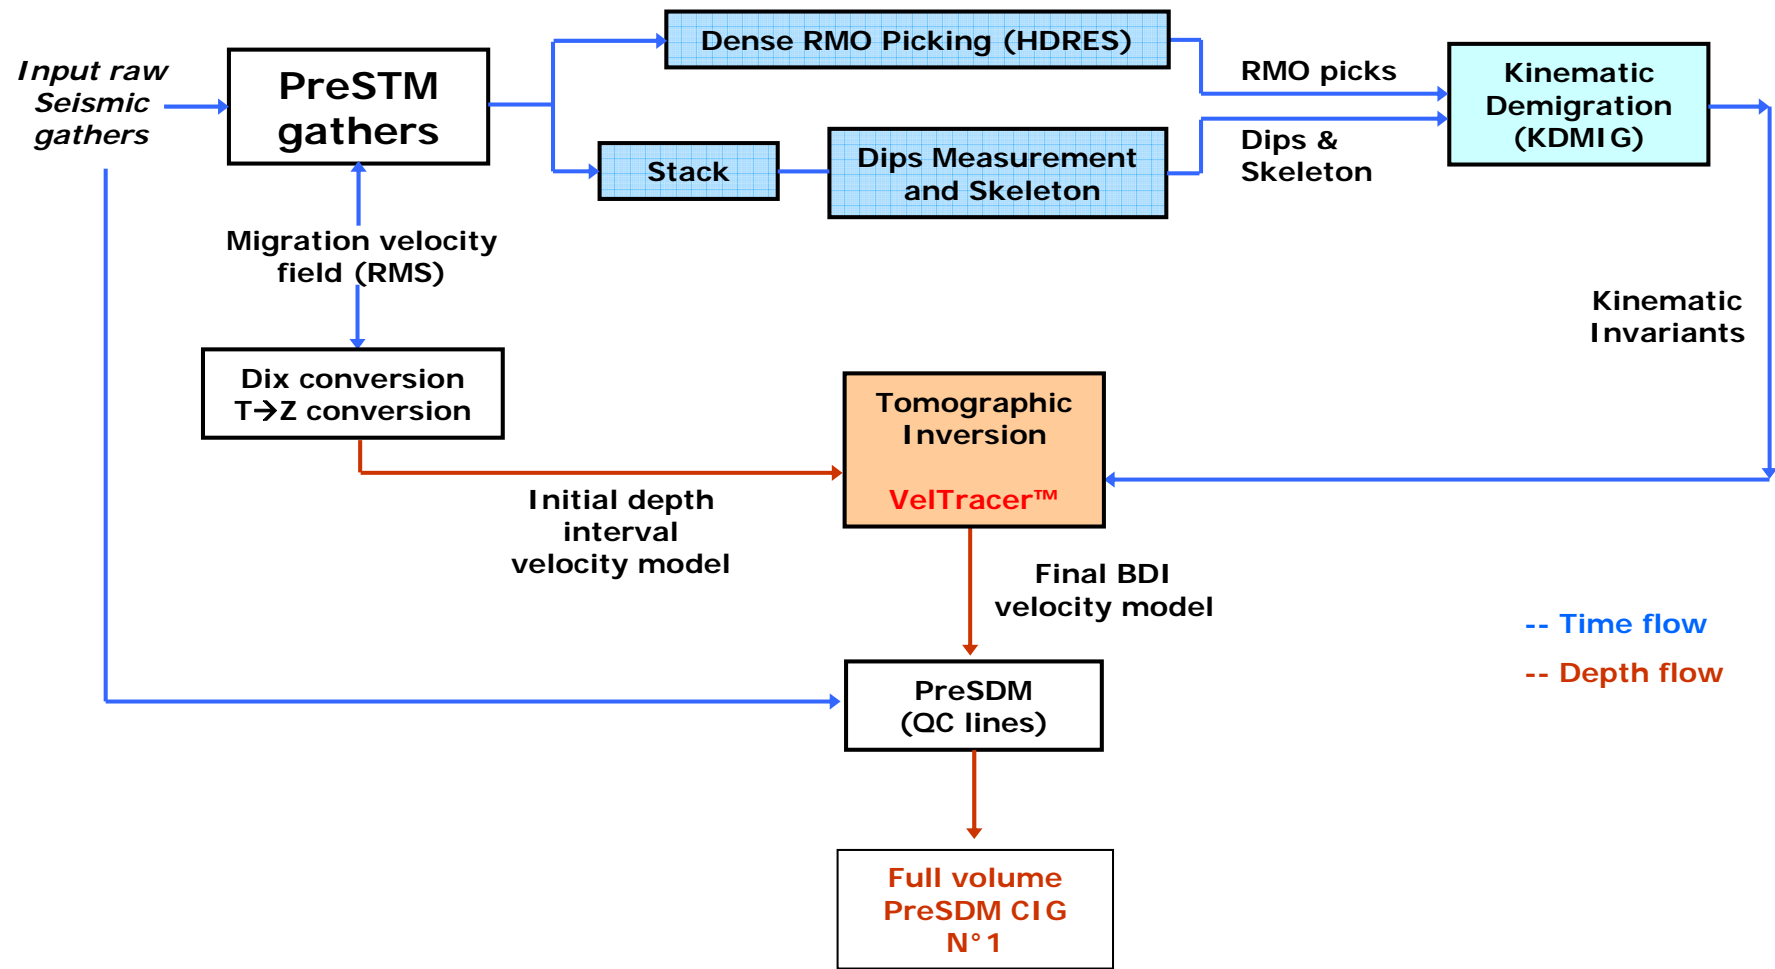 Input raw
Seismic
gathers
PreSTM
gathers
Dense RMO Picking (HDRES)
Stack
Dips Measurement
and Skeleton
RMO picks
Dips &
Skeleton
Kinematic
Demigration
(KDMIG)
Migration velocity
field (RMS)
Kinematic
Invariants
Dix conversion
T→Z conversion
Tomographic
Inversion
VelTracer™
Initial depth
interval
velocity model
Final BDI
velocity model
-- Time flow
-- Depth flow
PreSDM
(QC lines)
Full volume
PreSDM CIG
N°1